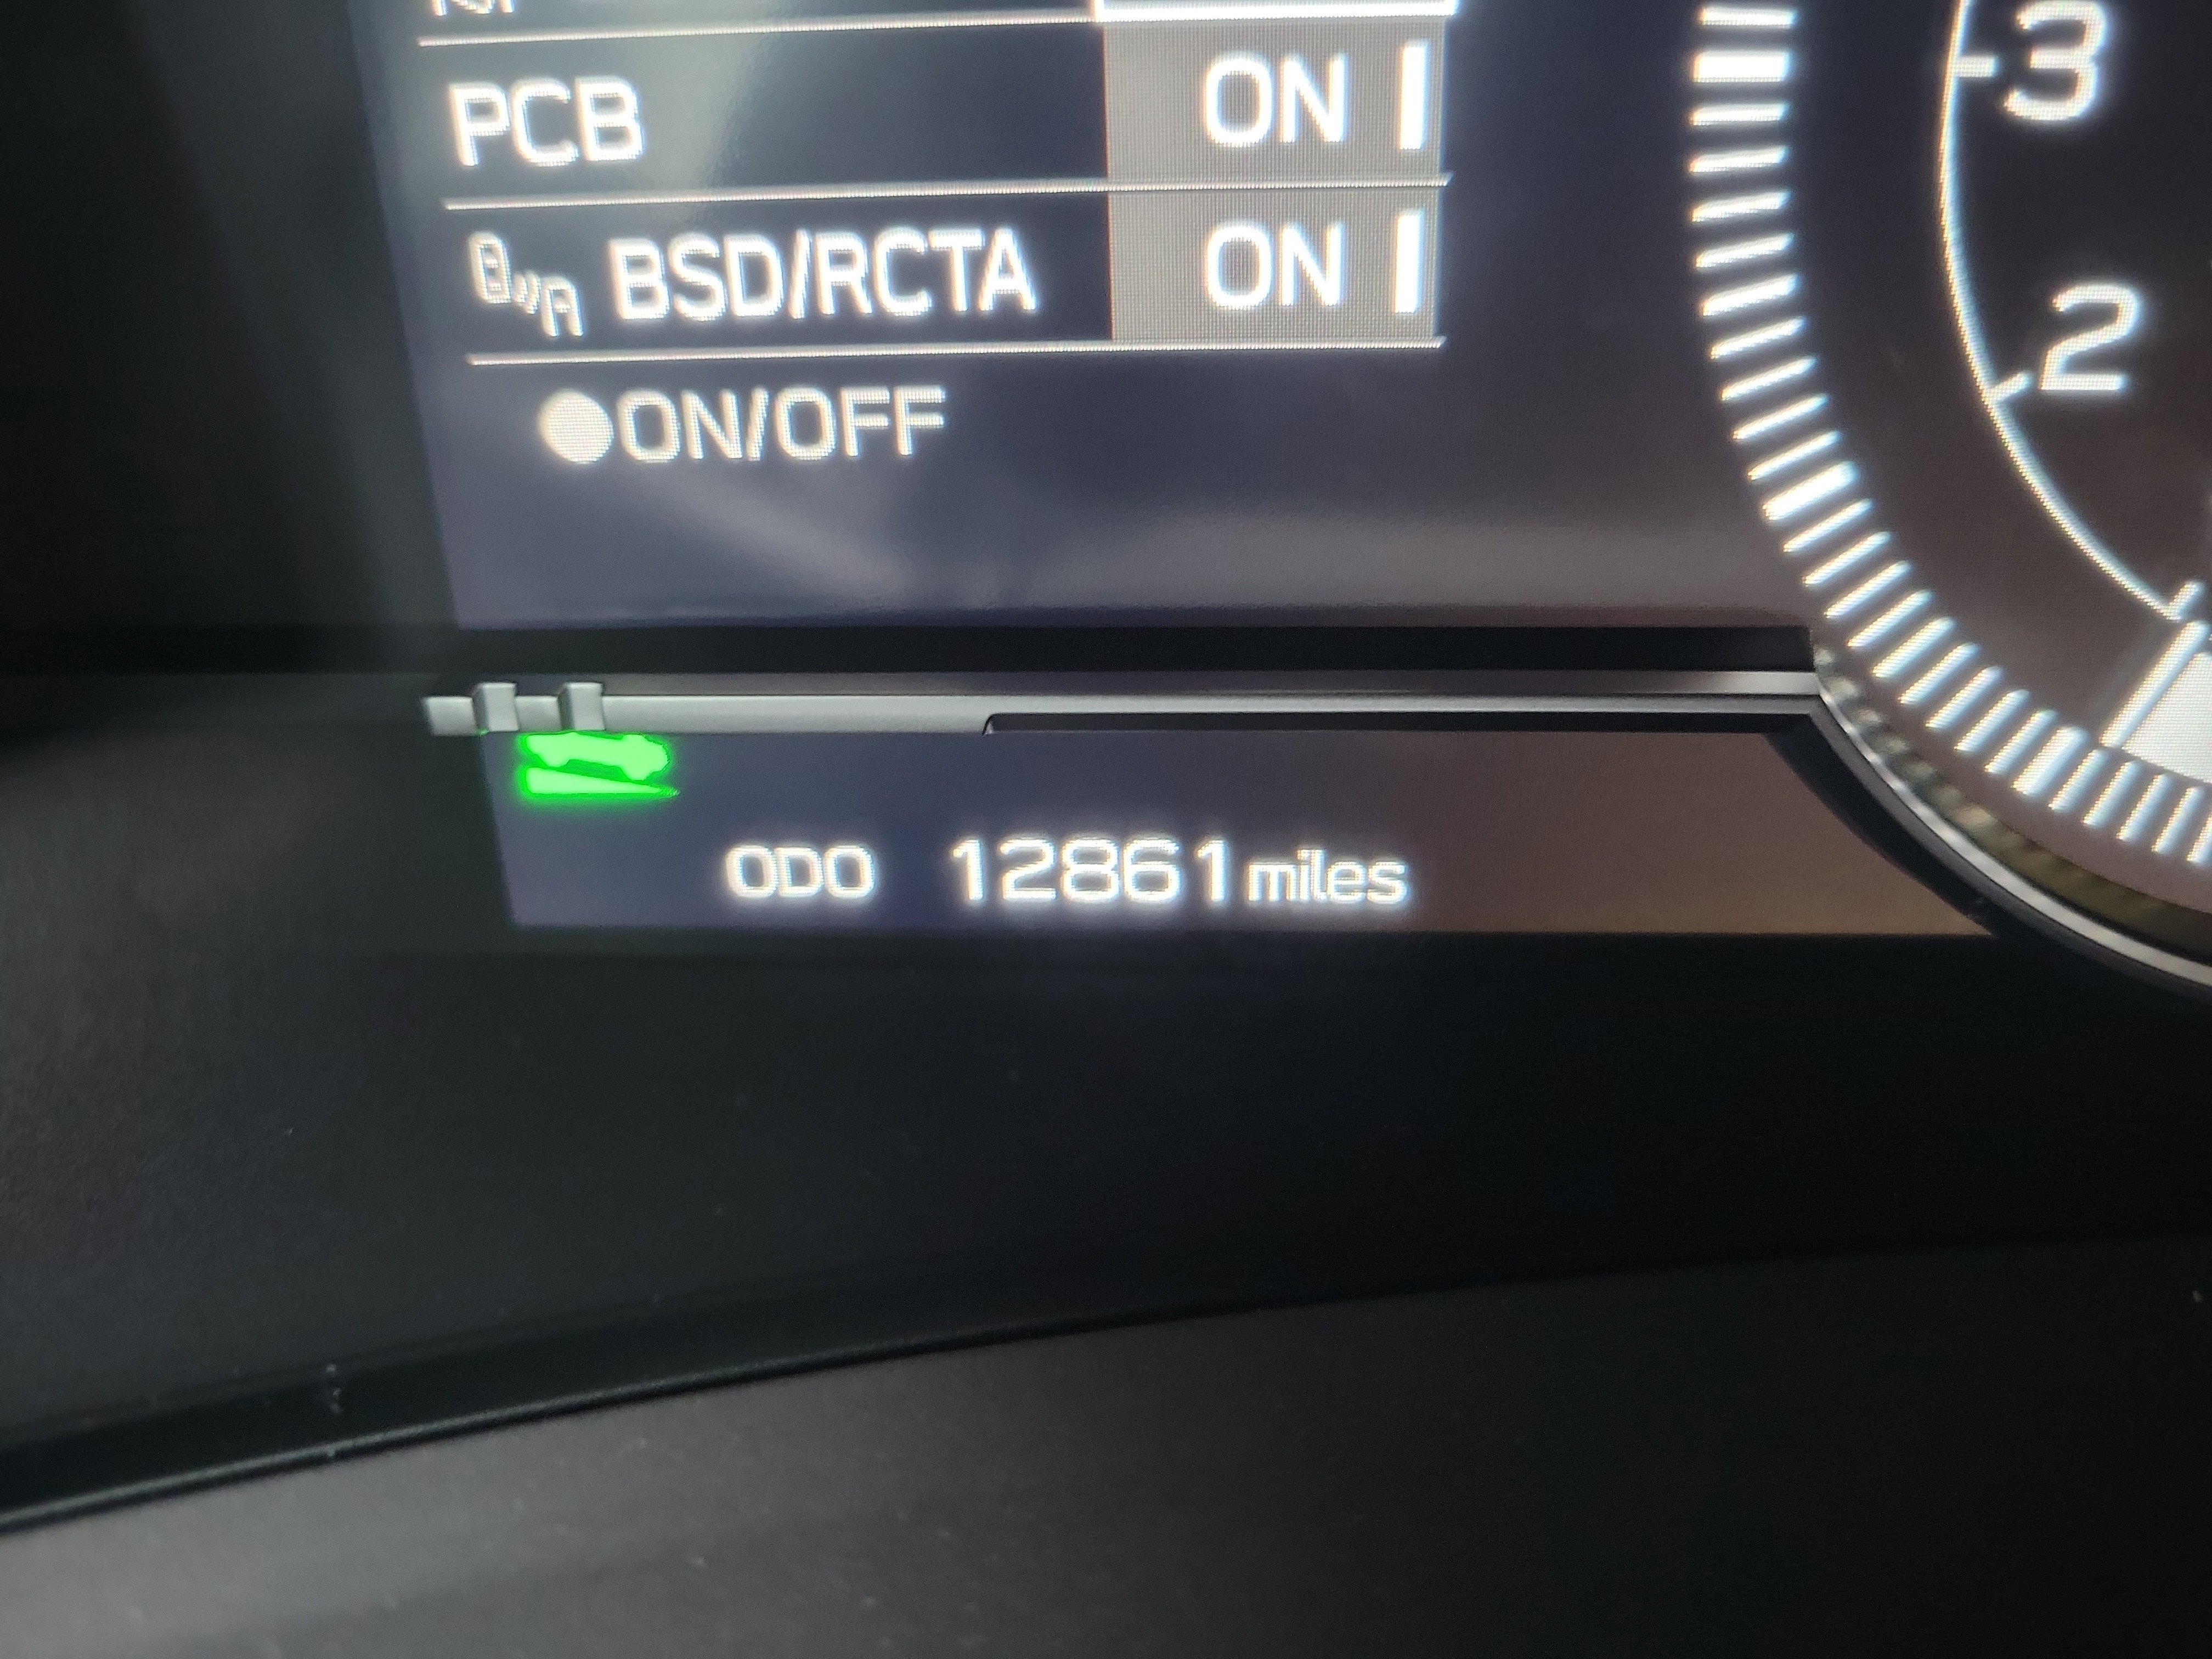 PCB ON
BSD/RCTA ON
ON/OFF
3
2
ODO 12861 miles